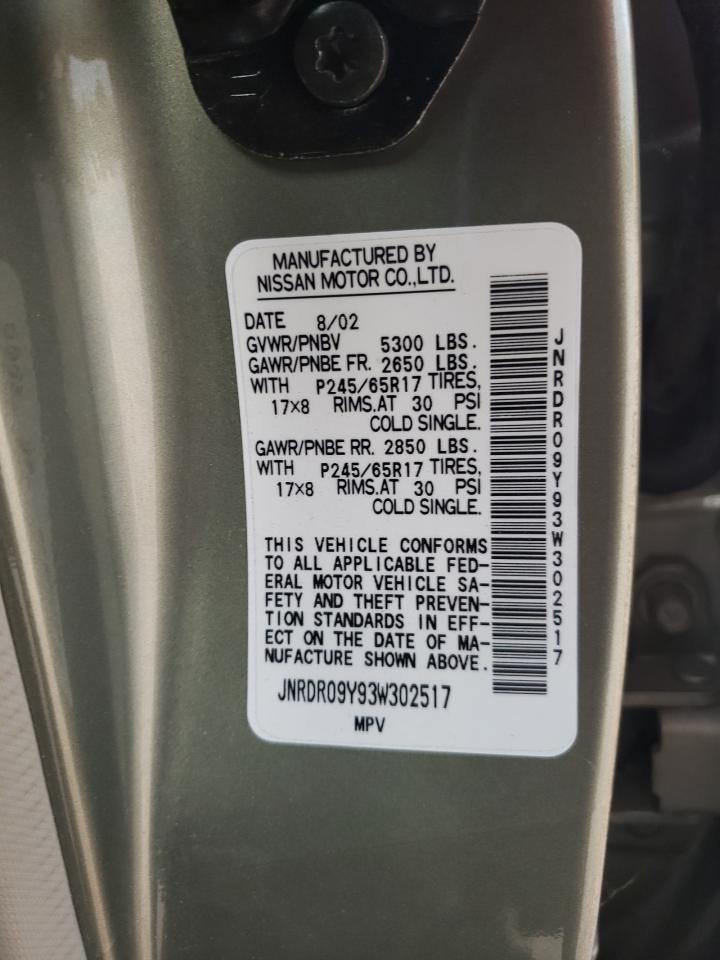 MANUFACTURED BY
NISSAN MOTOR CO.,LTD.
DATE 8/02
GVWR/PNBV 5300 LBS.
GAWR/PNBE FR. 2650 LBS.
WITH P245/65R17 TIRES,
17×8 RIMS.AT 30 PSI
COLD SINGLE.
GAWR/PNBE RR. 2850 LBS.
WITH P245/65R17 TIRES,
17×8 RIMS.AT 30 PSI
COLD SINGLE.
THIS VEHICLE CONFORMS
TO ALL APPLICABLE FED-
ERAL MOTOR VEHICLE SA-
FETY AND THEFT PREVEN-
TION STANDARDS IN EFF-
ECT ON THE DATE OF MA-
NUFACTURE SHOWN ABOVE.
JNRDR09Y93W302517
MPV
JNRDR09Y93W302517